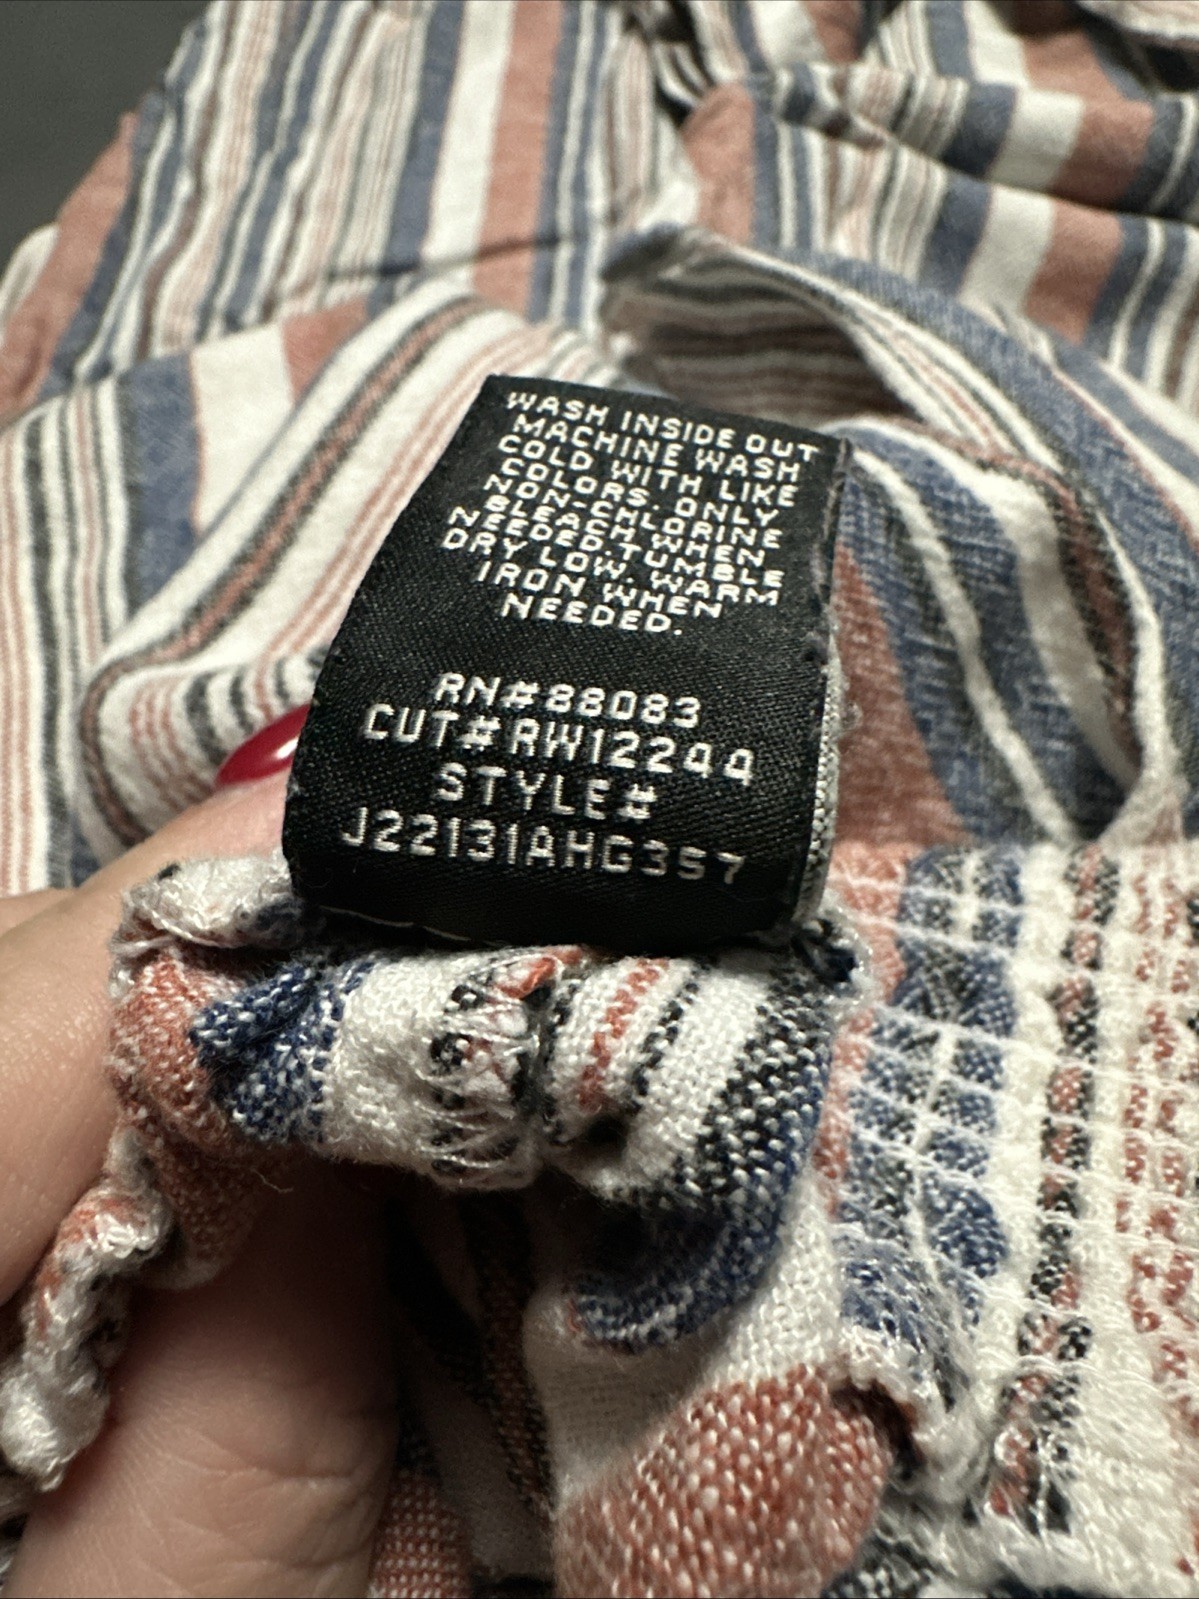 WASH INSIDE OUT
MACHINE WASH
COLD WITH LIKE
COLORS. ONLY
NON-CHLORINE
BLEACH WHEN
NEEDED.TUMBLE
DRY LOW. WARM
IRON WHEN
NEEDED.
RN#88083
CUT#RW12244
STYLE#
J22131AHG357